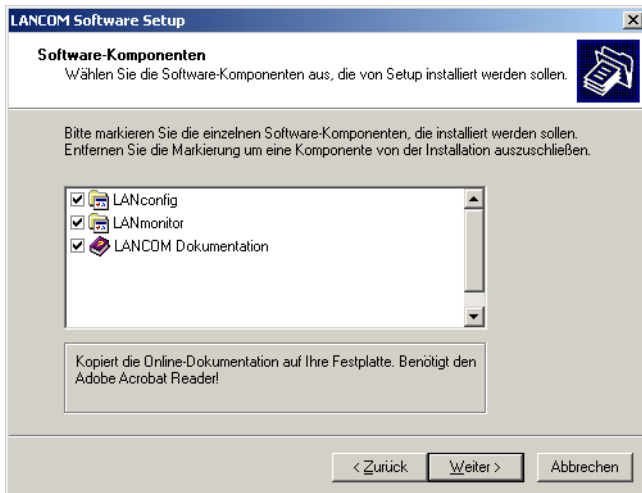 LANCOM Software Setup
Software-Komponenten
Wählen Sie die Software-Komponenten aus, die von Setup installiert werden sollen.
Bitte markieren Sie die einzelnen Software-Komponenten, die installiert werden sollen.
Entfernen Sie die Markierung um eine Komponente von der Installation auszuschließen.
LANconfig
LANmonitor
LANCOM Dokumentation
Kopiert die Online-Dokumentation auf Ihre Festplatte. Benötigt den
Adobe Acrobat Reader!
< Zurück
Weiter >
Abbrechen